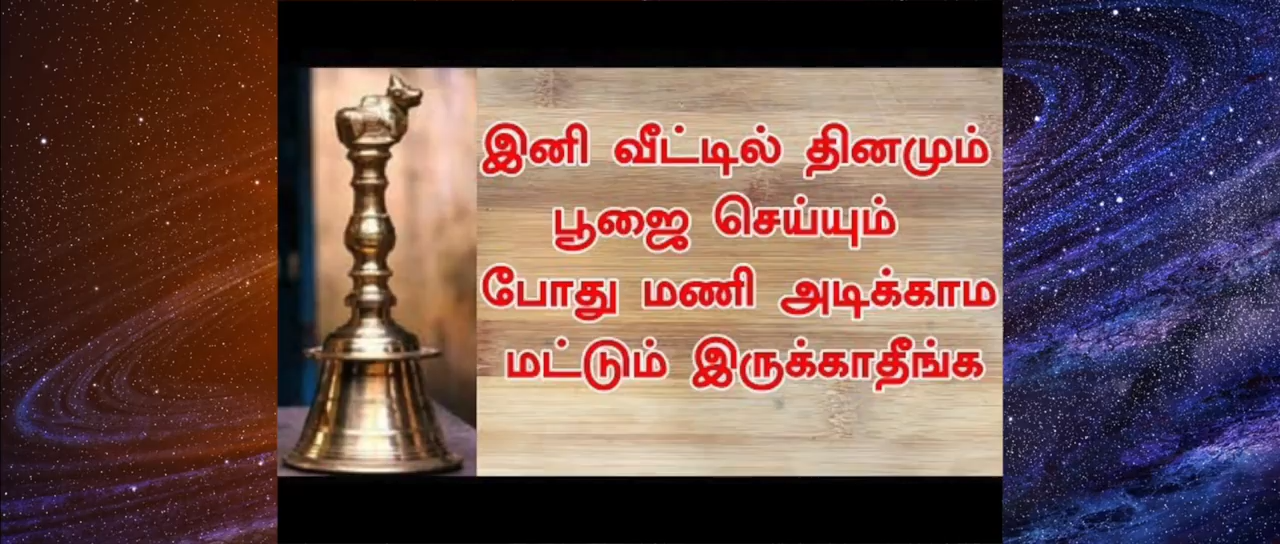 இனி வீட்டில் தினமும்
பூஜை செய்யும்
போது மணி அடிக்காம
மட்டும் இருக்காதீங்க